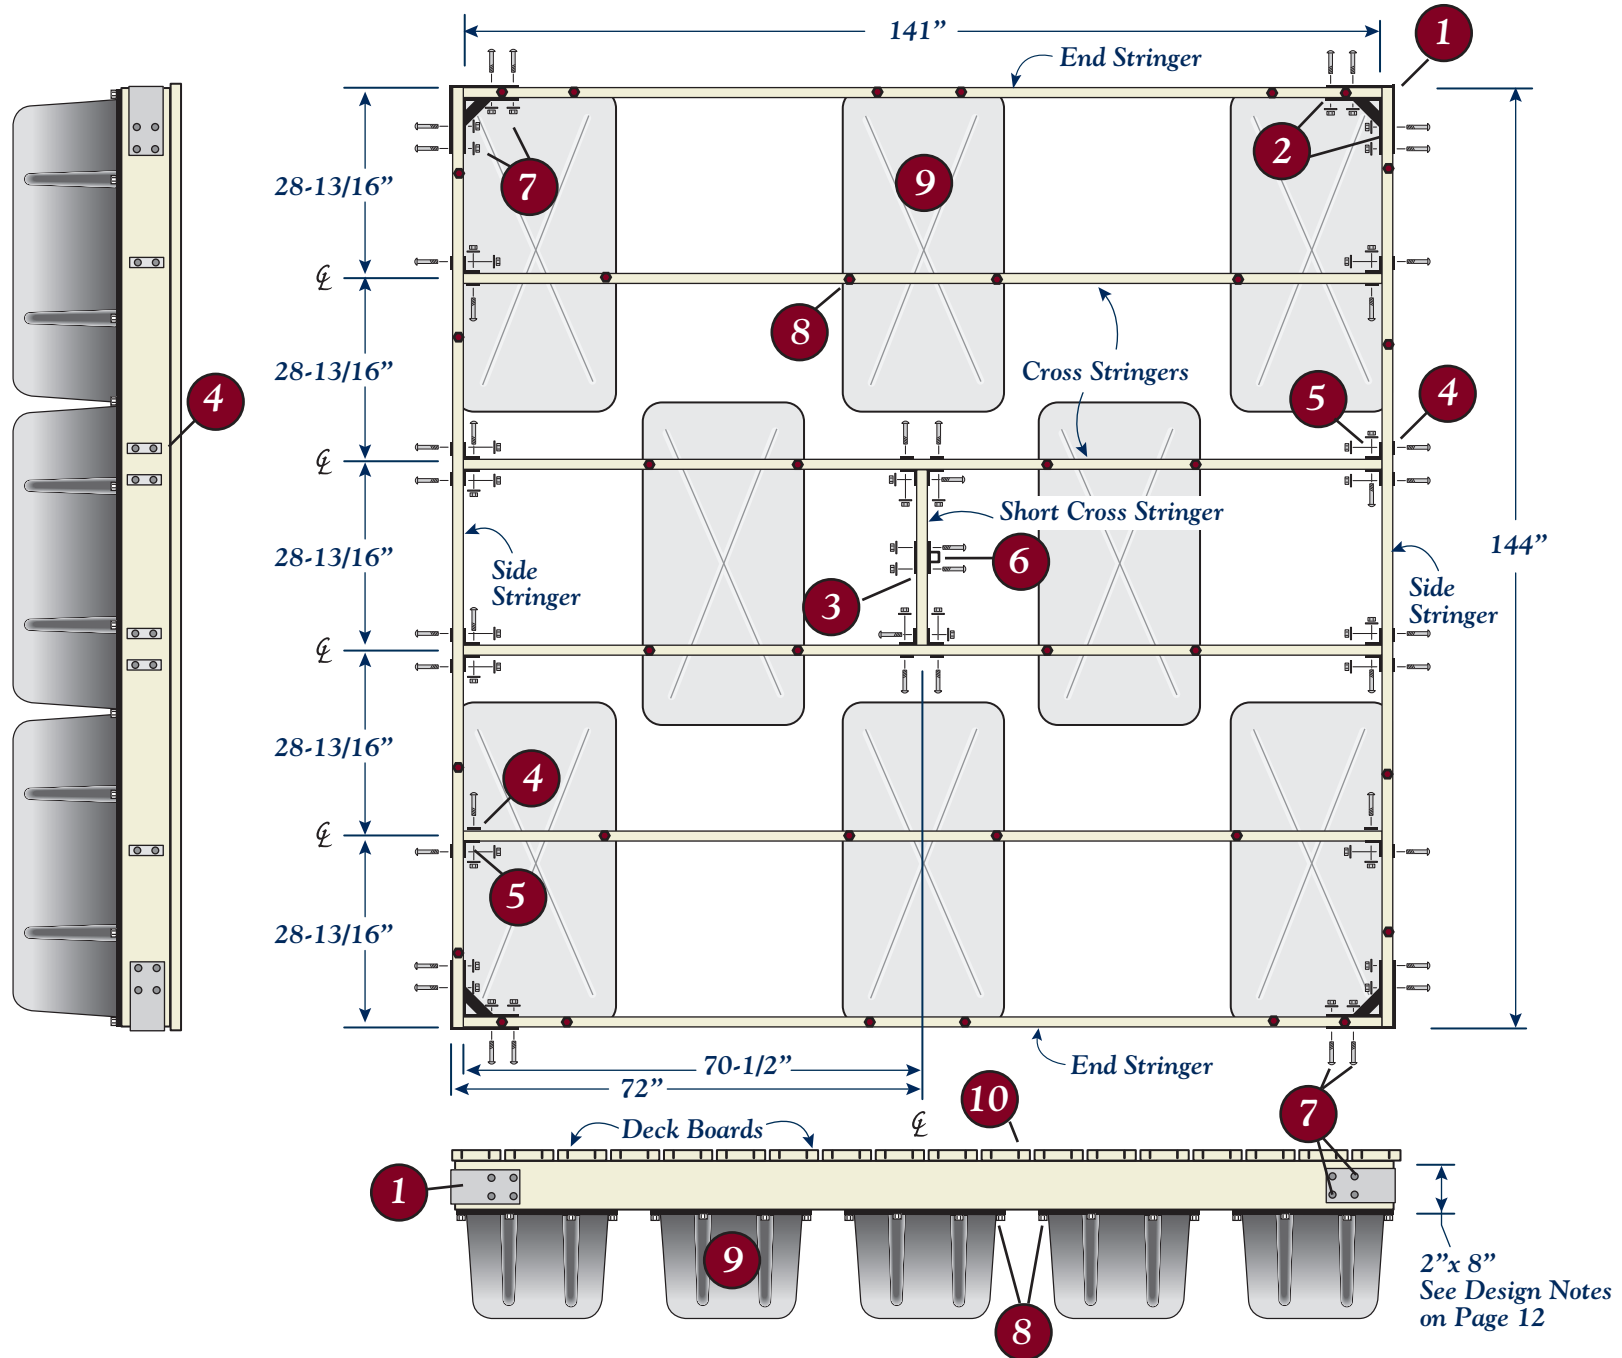 141”
1
End Stringer
2
7
9
28-13/16”
℄
8
28-13/16”
Cross Stringers
4
5
4
℄
Short Cross Stringer
144”
28-13/16”
Side
Stringer
6
3
Side
Stringer
℄
28-13/16”
4
℄
5
28-13/16”
70-1/2”
End Stringer
72”
10
7
Deck Boards
℄
1
9
2”x 8”
See Design Notes
on Page 12
8